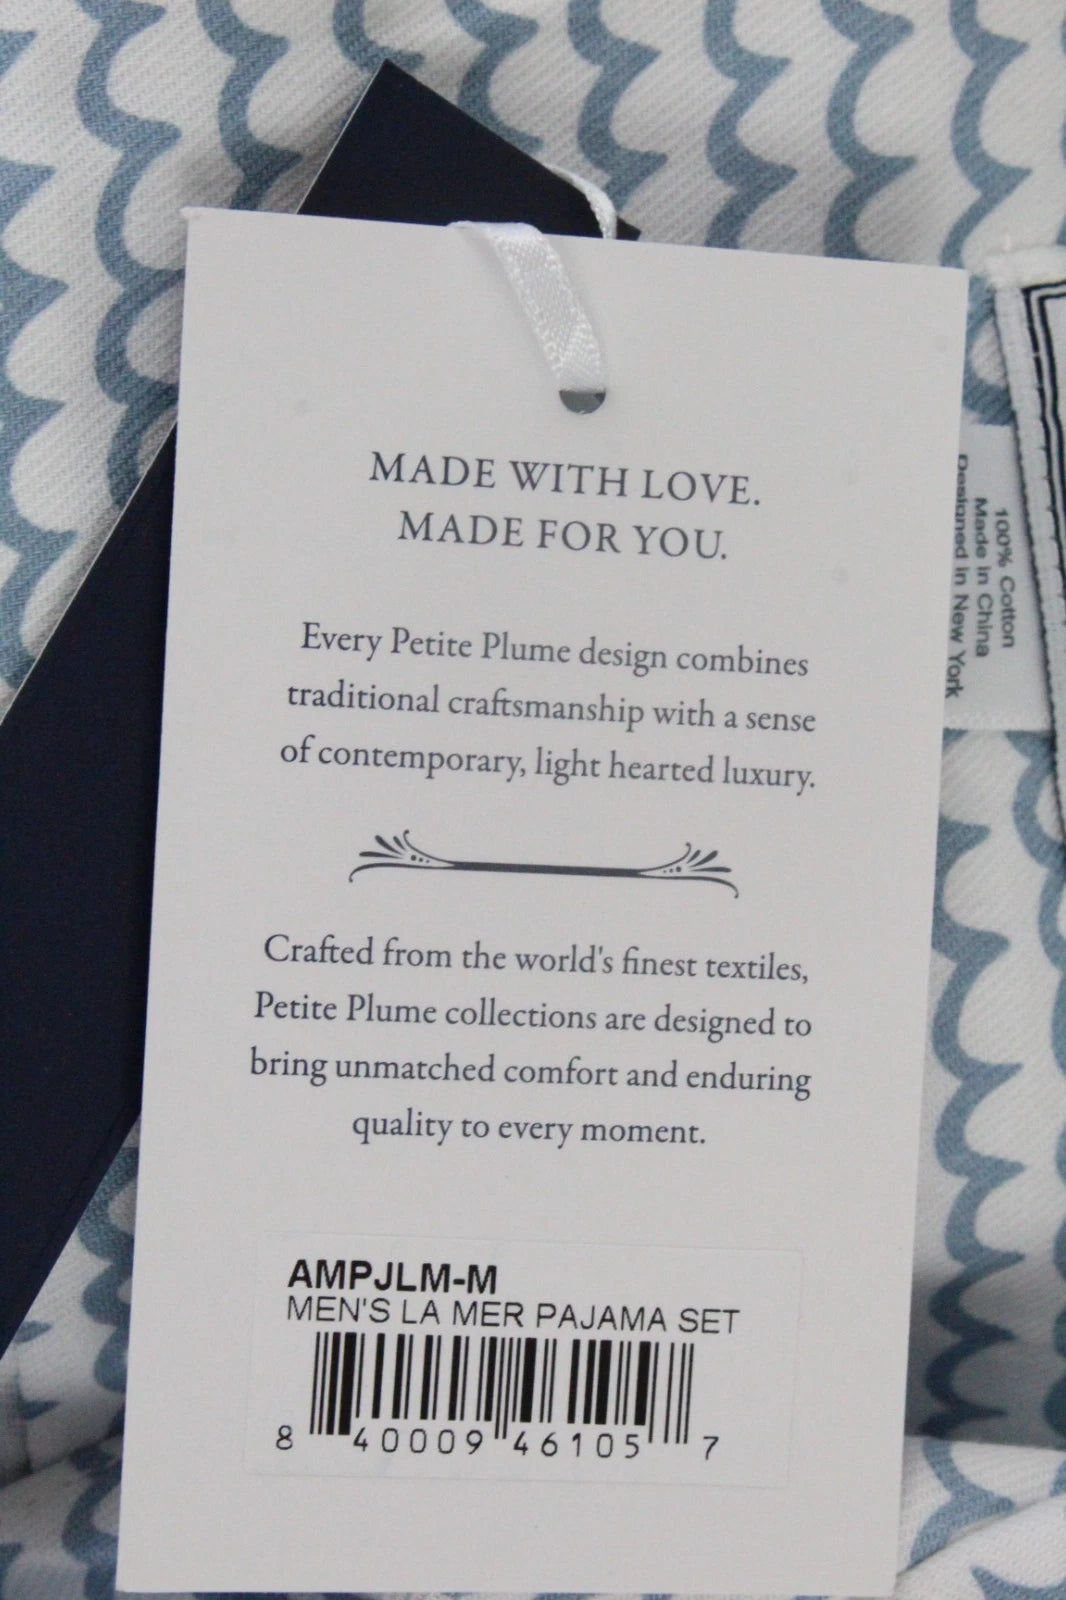 MADE WITH LOVE.
MADE FOR YOU.
Every Petite Plume design combines
traditional craftsmanship with a sense
of contemporary, light hearted luxury.
Crafted from the world's finest textiles,
Petite Plume collections are designed to
bring unmatched comfort and enduring
quality to every moment.
AMPJLM-M
MEN'S LA MER PAJAMA SET
8 40009 46105 7
100% Cotton
Made in China
Designed in New York